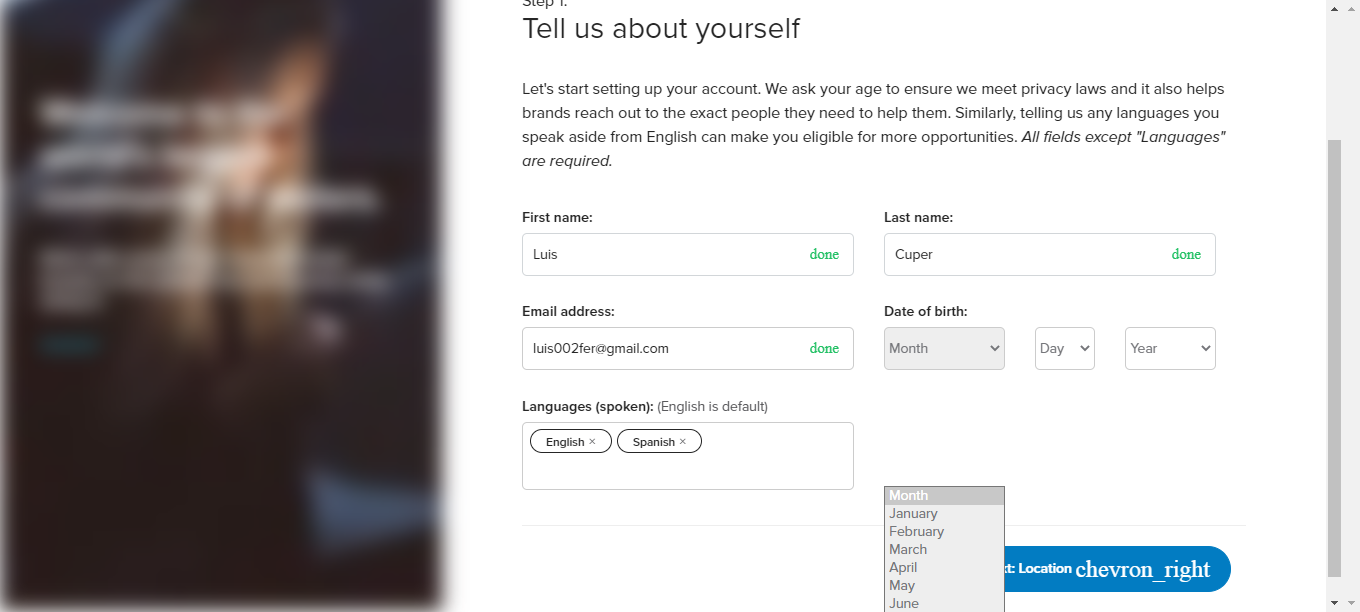 Step 1:
Tell us about yourself
Let's start setting up your account. We ask your age to ensure we meet privacy laws and it also helps
brands reach out to the exact people they need to help them. Similarly, telling us any languages you
speak aside from English can make you eligible for more opportunities. All fields except "Languages"
are required.
First name:
Last name:
Luis done
Cuper done
Email address:
Date of birth:
luis002fer@gmail.com done
Month Day Year
Languages (spoken): (English is default)
English × Spanish ×
Month
January
February
March
April
May
June
: Location chevron_right